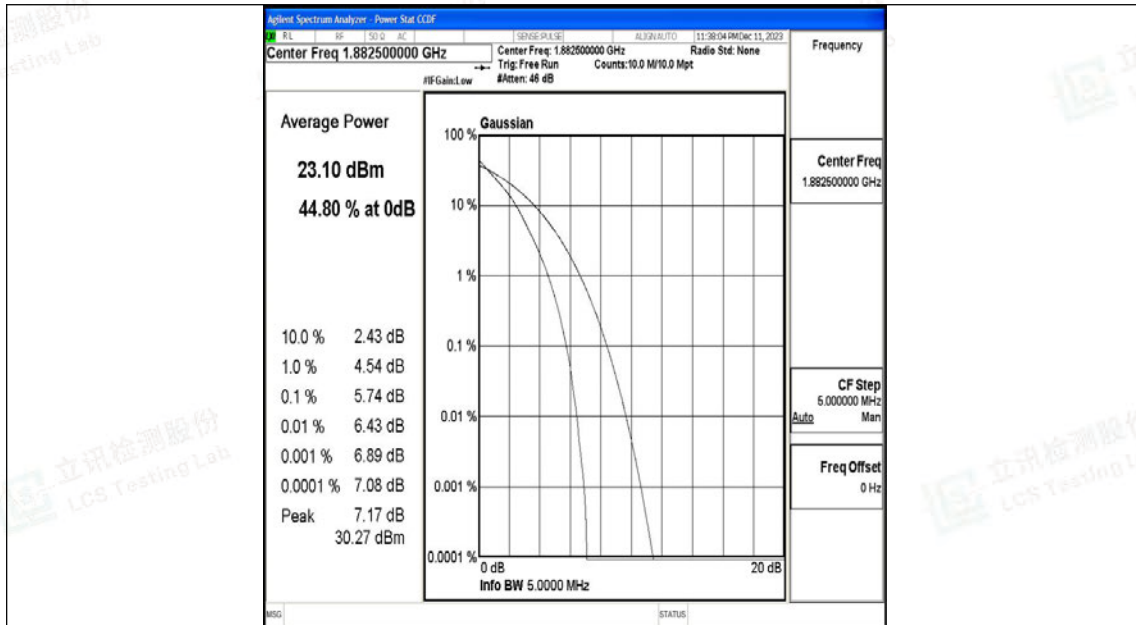 Agilent Spectrum Analyzer - Power Stat CCDF
RL RF 50 Ω AC SENSE:PULSE ALIGNAUTO 11:38:04 PM Dec 11, 2023
Center Freq 1.882500000 GHz
Center Freq: 1.882500000 GHz Radio Std: None
Trig: Free Run Counts:10.0 M/10.0 Mpt
#IFGain:Low #Atten: 46 dB
Frequency
Average Power
23.10 dBm
44.80 % at 0dB
10.0 % 2.43 dB
1.0 % 4.54 dB
0.1 % 5.74 dB
0.01 % 6.43 dB
0.001 % 6.89 dB
0.0001 % 7.08 dB
Peak 7.17 dB
30.27 dBm
Gaussian
100 %
10 %
1 %
0.1 %
0.01 %
0.001 %
0.0001 %
0 dB 20 dB
Info BW 5.0000 MHz
Center Freq
1.882500000 GHz
CF Step
5.000000 MHz
Auto Man
Freq Offset
0 Hz
MSG STATUS
立讯检测股份
LCS Testing Lab
立讯检测股份
LCS Testing L